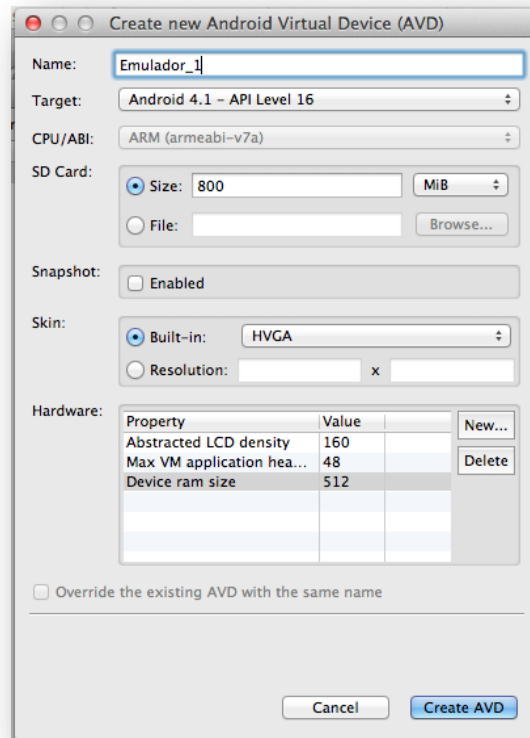 Create new Android Virtual Device (AVD)
Name: Emulador_1
Target: Android 4.1 – API Level 16
CPU/ABI: ARM (armeabi-v7a)
SD Card:
Size: 800 MiB
File: Browse...
Snapshot:
Enabled
Skin:
Built-in: HVGA
Resolution: x
Hardware:
Property Value New...
Abstracted LCD density 160
Max VM application hea... 48 Delete
Device ram size 512
Override the existing AVD with the same name
Cancel Create AVD